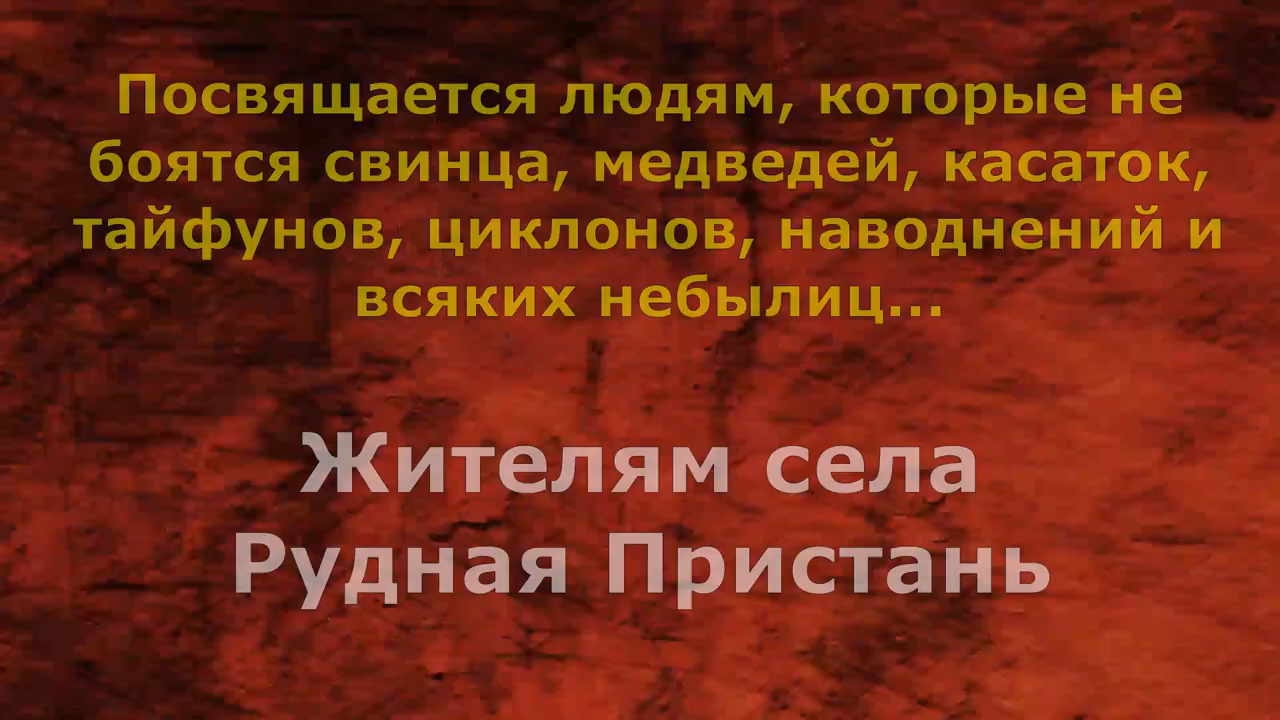 Посвящается людям, которые не
боятся свинца, медведей, касаток,
тайфунов, циклонов, наводнений и
всяких небылиц...
Жителям села
Рудная Пристань